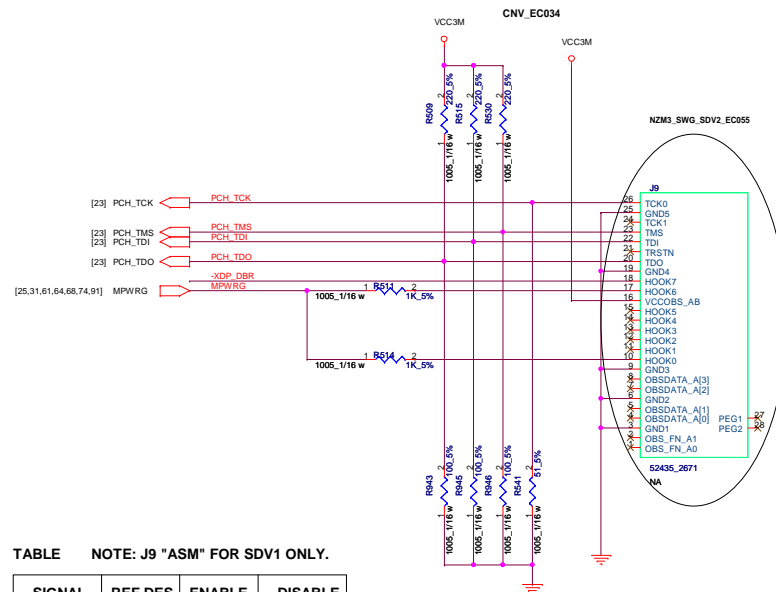 CNV_EC034
VCC3M
VCC3M
NZM3_SWG_SDV2_EC055
R509
2
220_5%
1
1005_1/16 w
R515
2
220_5%
1
1005_1/16 w
R530
2
220_5%
1
1005_1/16 w
J9
[23] PCH_TCK
PCH_TCK
[23] PCH_TMS
PCH_TMS
[23] PCH_TDI
PCH_TDI
[23] PCH_TDO
PCH_TDO
-XDP_DBR
[25,31,61,64,68,74,91] MPWRG
MPWRG
1005_1/16 w
1 R511 2
1K_5%
1005_1/16 w
1 R514 2
1K_5%
26 TCK0
25 GND5
24 TCK1
23 TMS
22 TDI
21 TRSTN
20 TDO
19 GND4
18 HOOK7
17 HOOK6
16 VCCOBS_AB
15 HOOK5
14 HOOK4
13 HOOK3
12 HOOK2
11 HOOK1
10 HOOK0
9 GND3
8 OBSDATA_A[3]
7 OBSDATA_A[2]
6 GND2
5 OBSDATA_A[1]
4 OBSDATA_A[0]
3 GND1
2 OBS_FN_A1
1 OBS_FN_A0
PEG1 27
PEG2 28
52435_2671
NA
R943
2
100_5%
1
1005_1/16 w
R945
2
100_5%
1
1005_1/16 w
R946
2
100_5%
1
1005_1/16 w
R541
2
51_5%
1
1005_1/16 w
TABLE NOTE: J9 "ASM" FOR SDV1 ONLY.
SIGNAL REF.DES ENABLE DISABLE